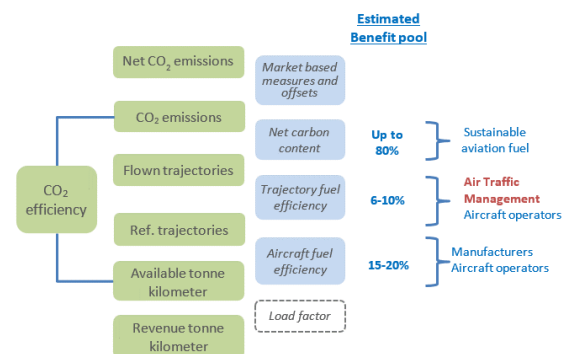 Estimated
Benefit pool
Net CO₂ emissions
Market based
measures and
offsets
CO₂ emissions
Net carbon
content
Up to
80%
Sustainable
aviation fuel
Flown trajectories
CO₂
efficiency
Trajectory fuel
efficiency
6-10%
Air Traffic
Management
Aircraft operators
Ref. trajectories
Aircraft fuel
efficiency
15-20%
Manufacturers
Aircraft operators
Available tonne
kilometer
Load factor
Revenue tonne
kilometer